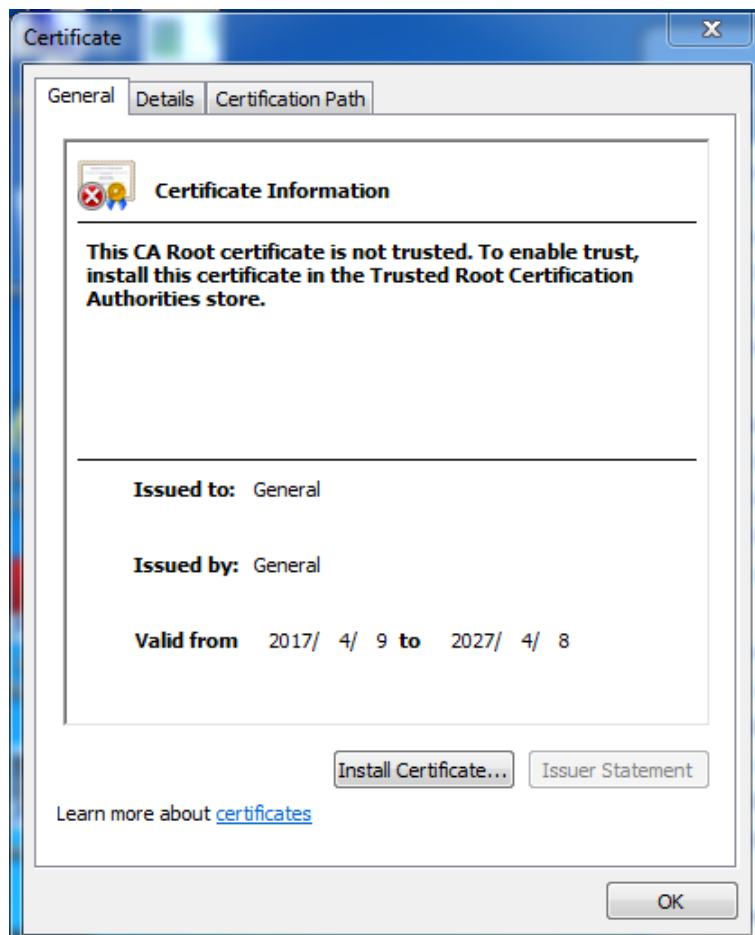 Certificate
General Details Certification Path
Certificate Information
This CA Root certificate is not trusted. To enable trust,
install this certificate in the Trusted Root Certification
Authorities store.
Issued to: General
Issued by: General
Valid from 2017/ 4/ 9 to 2027/ 4/ 8
Install Certificate... Issuer Statement
Learn more about certificates
OK